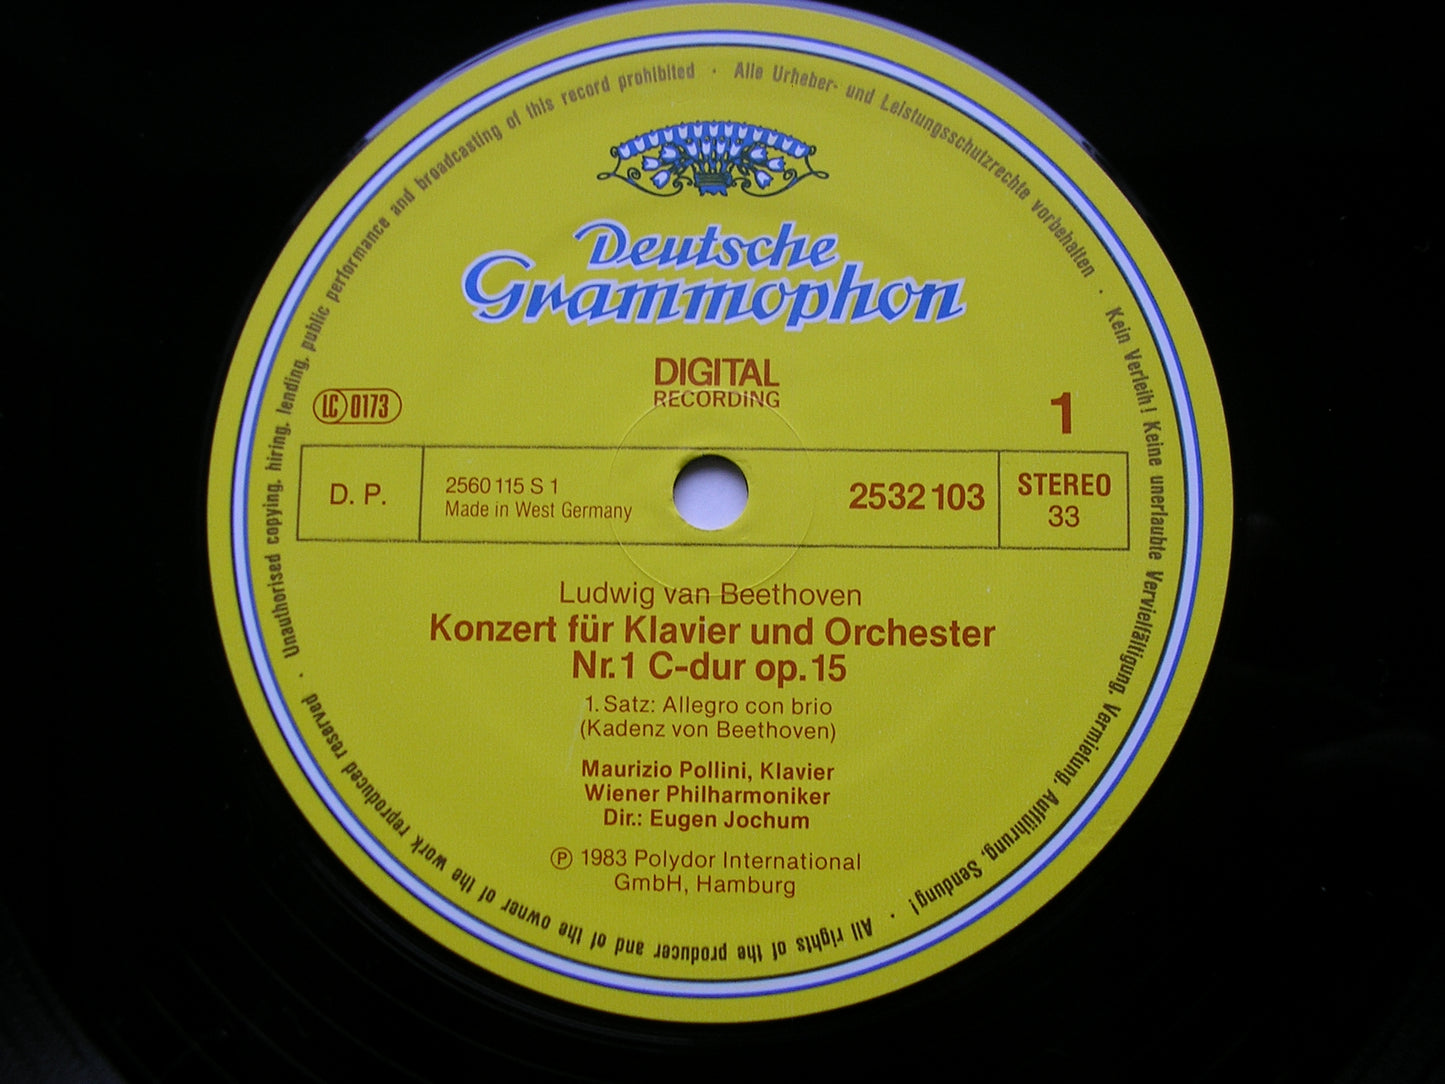 Deutsche
Grammophon
DIGITAL
RECORDING
LC 0173
1
D. P.
2560 115 S 1
Made in West Germany
2532 103
STEREO
33
Ludwig van Beethoven
Konzert für Klavier und Orchester
Nr. 1 C-dur op. 15
1. Satz: Allegro con brio
(Kadenz von Beethoven)
Maurizio Pollini, Klavier
Wiener Philharmoniker
Dir.: Eugen Jochum
℗ 1983 Polydor International
GmbH, Hamburg
Alle Urheber- und Leistungsschutzrechte vorbehalten · Kein Verleih! Keine unerlaubte Vervielfältigung, Vermietung, Aufführung, Sendung! · All rights of the producer and of the owner of the work reproduced reserved · Unauthorised copying, hiring, lending, public performance and broadcasting of this record prohibited ·